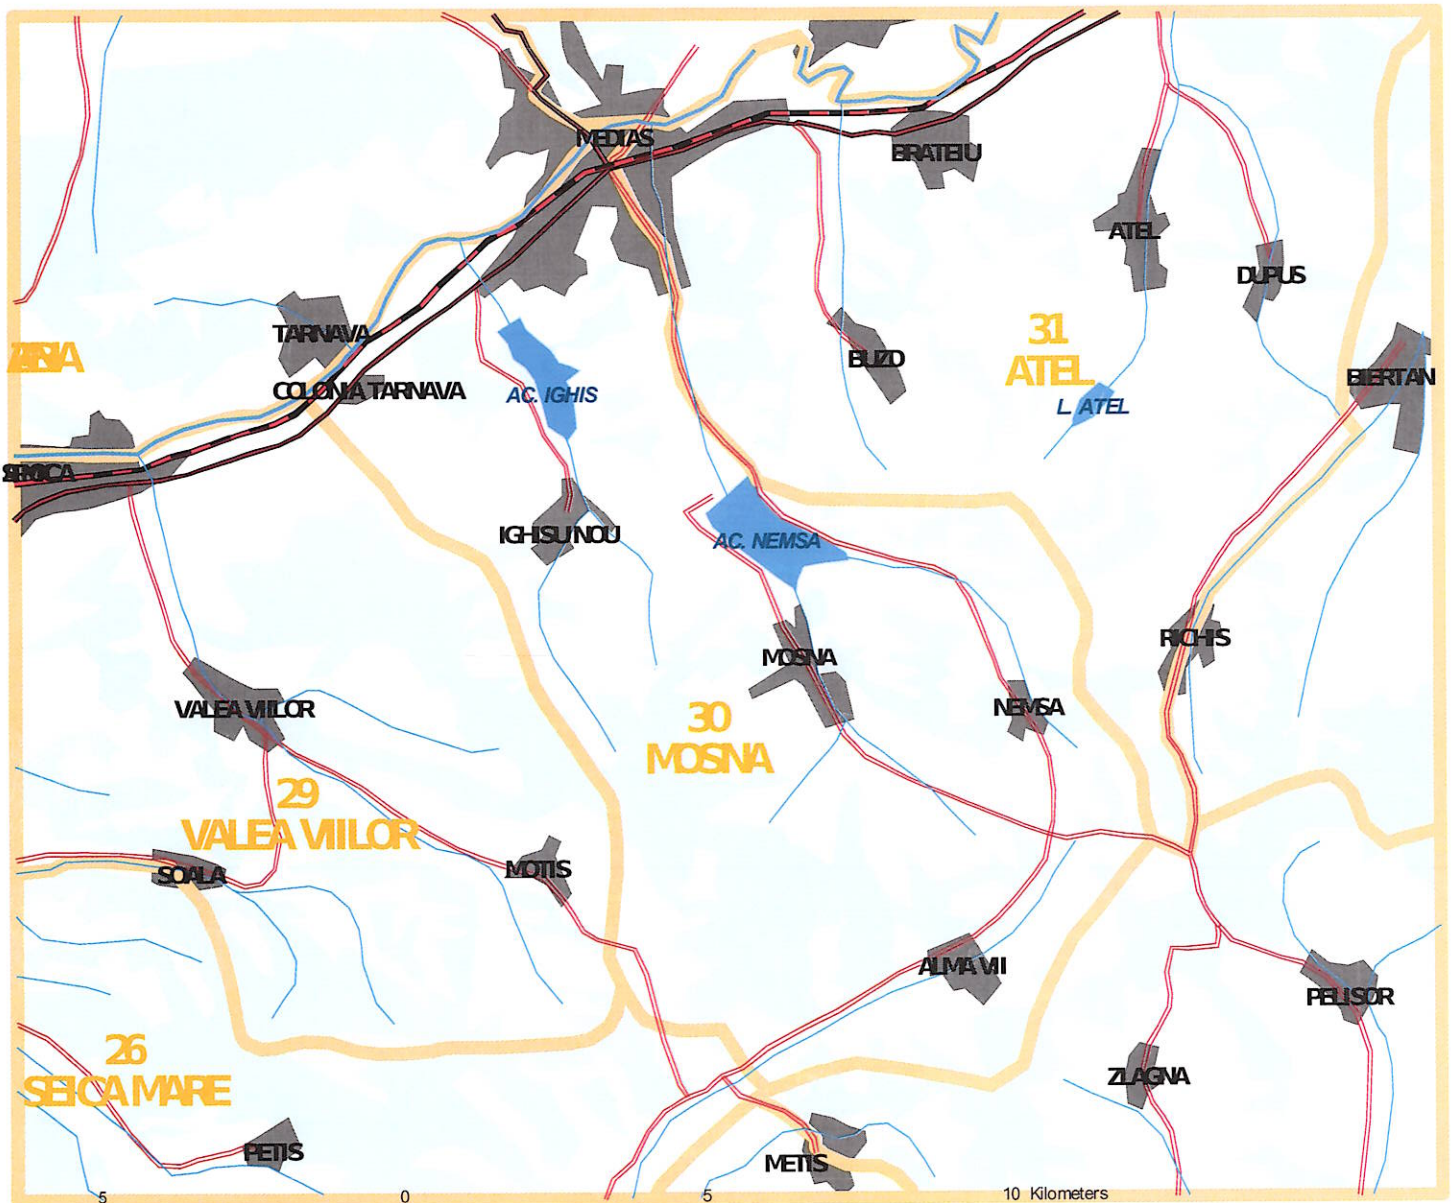 MEDIAS
BRATEIU
ATEL
DUPUS
TARNAVA
31
ATEL
BUZD
BIERTAN
COLONIA TARNAVA
AC. IGHIS
L. ATEL
IGHISU NOU
AC. NEMSA
RICHIS
MOSNA
VALEA VIILOR
NEMSA
30
MOSNA
29
VALEA VIILOR
SOALA
MOTIS
ALMA VII
PELISOR
26
SEICA MARE
ZLAGNA
PETIS
METIS
5 0 5 10 Kilometers